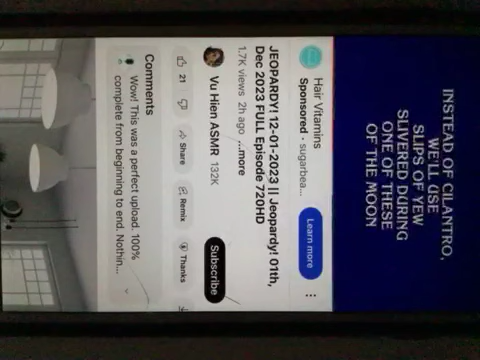 INSTEAD OF CILANTRO,
WE'LL USE
SLIPS OF YEW
SLIVERED DURING
ONE OF THESE
OF THE MOON
Hair Vitamins
Sponsored · sugarbea...
Learn more
JEOPARDY! 12-01-2023 || Jeopardy! 01th,
Dec 2023 FULL Episode 720HD
1.7K views 2h ago ...more
Vu Hien ASMR 132K
Subscribe
21
Share
Remix
Thanks
Comments
Wow! This was a perfect upload. 100%
complete from beginning to end. Nothin...